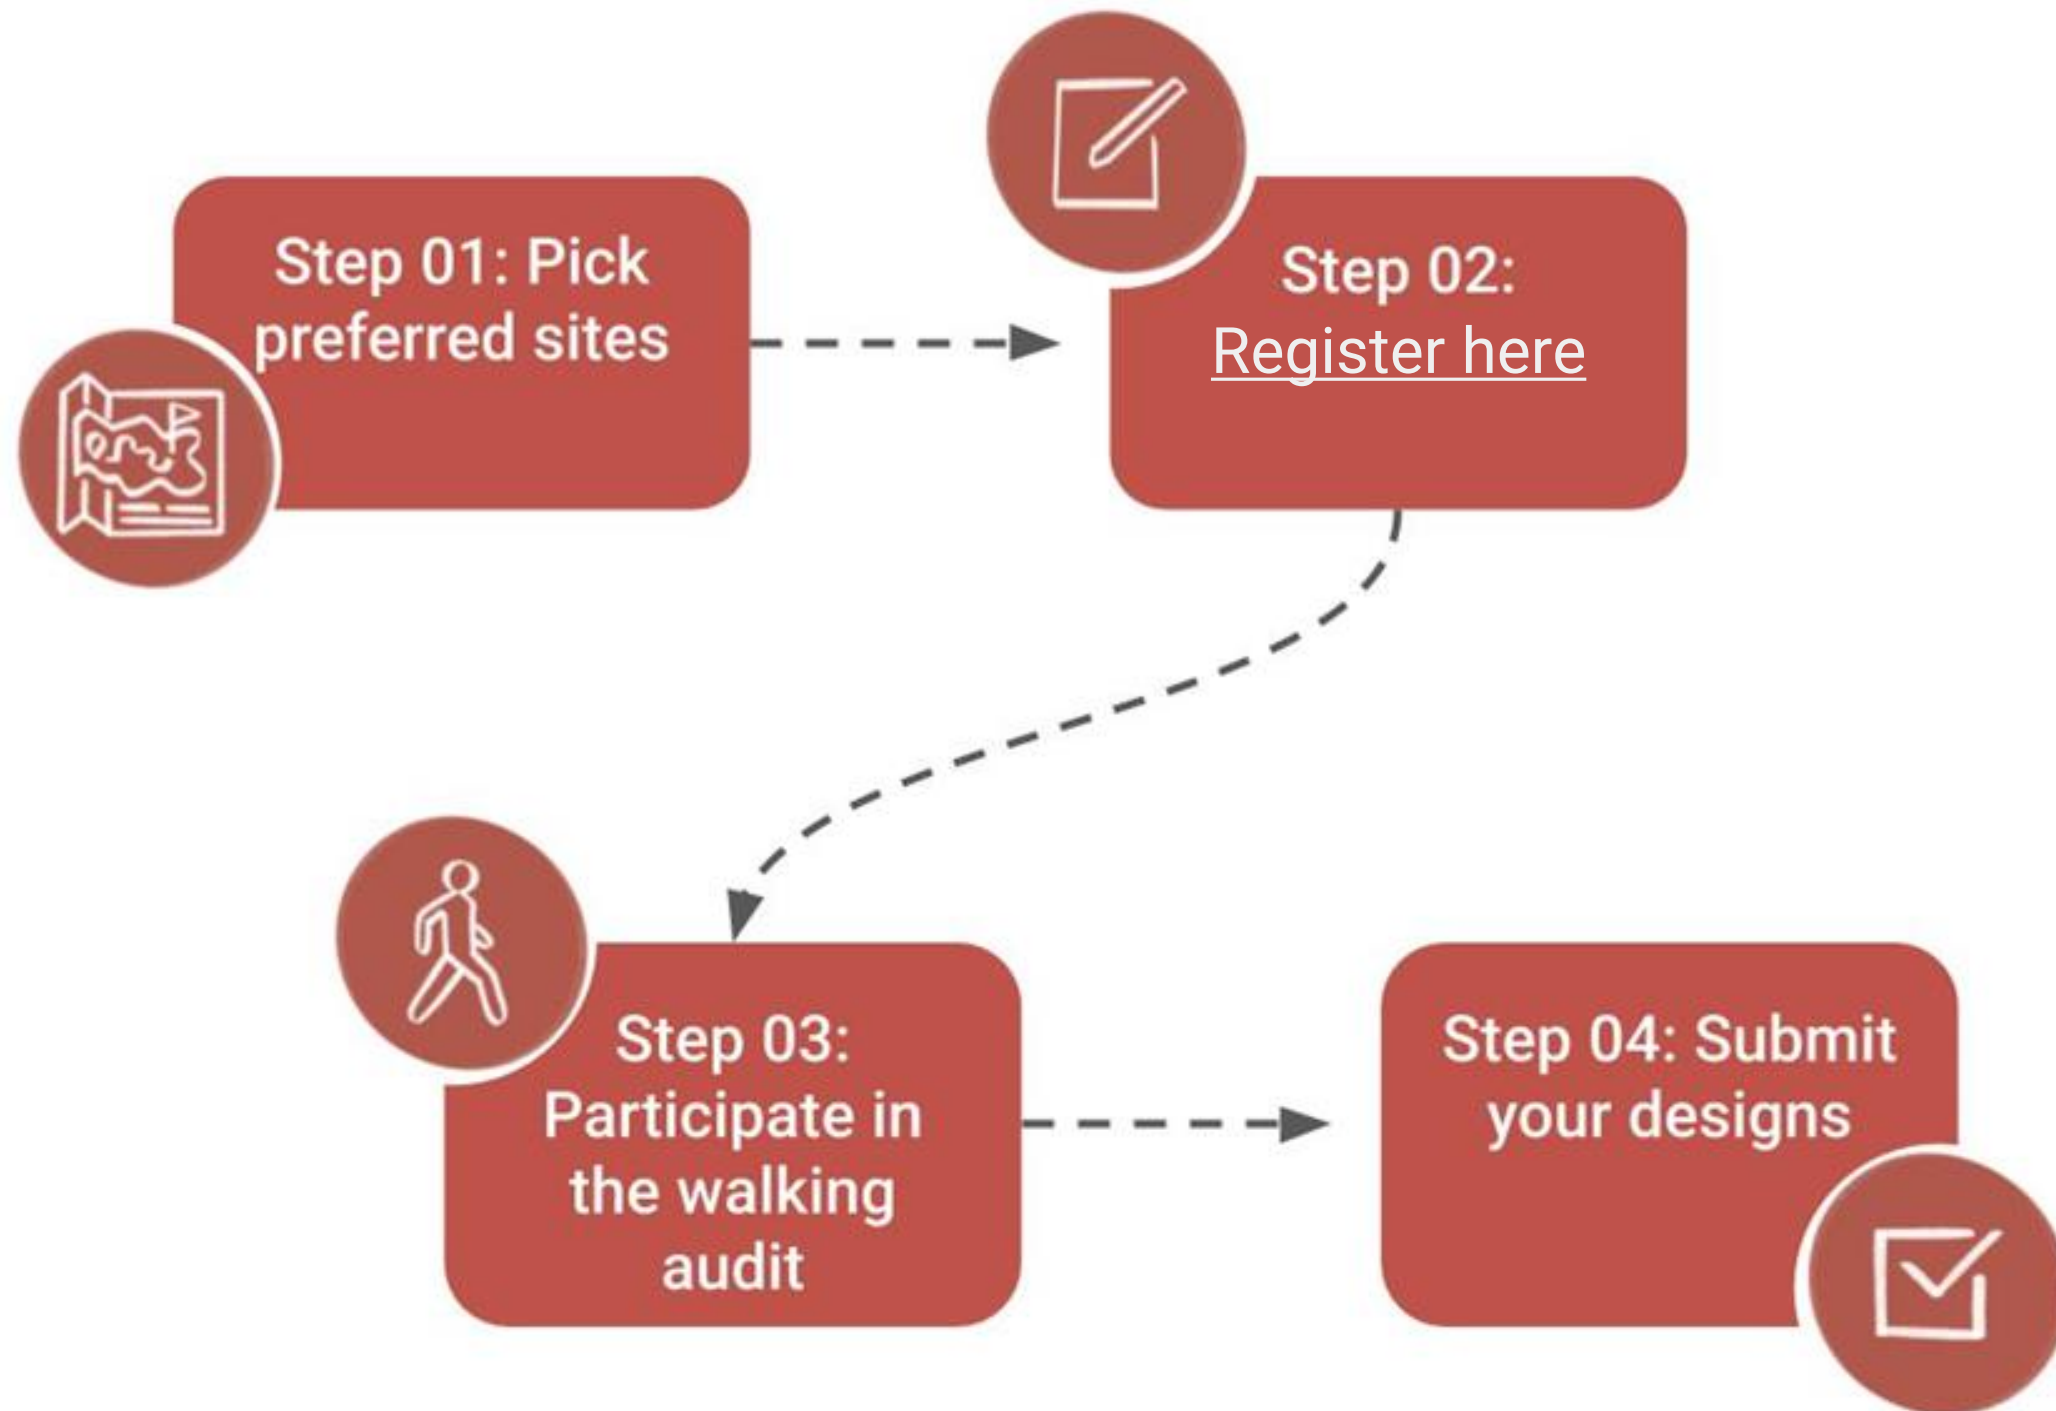 Step 01: Pick
preferred sites
Step 02:
Register here
Step 03:
Participate in
the walking
audit
Step 04: Submit
your designs